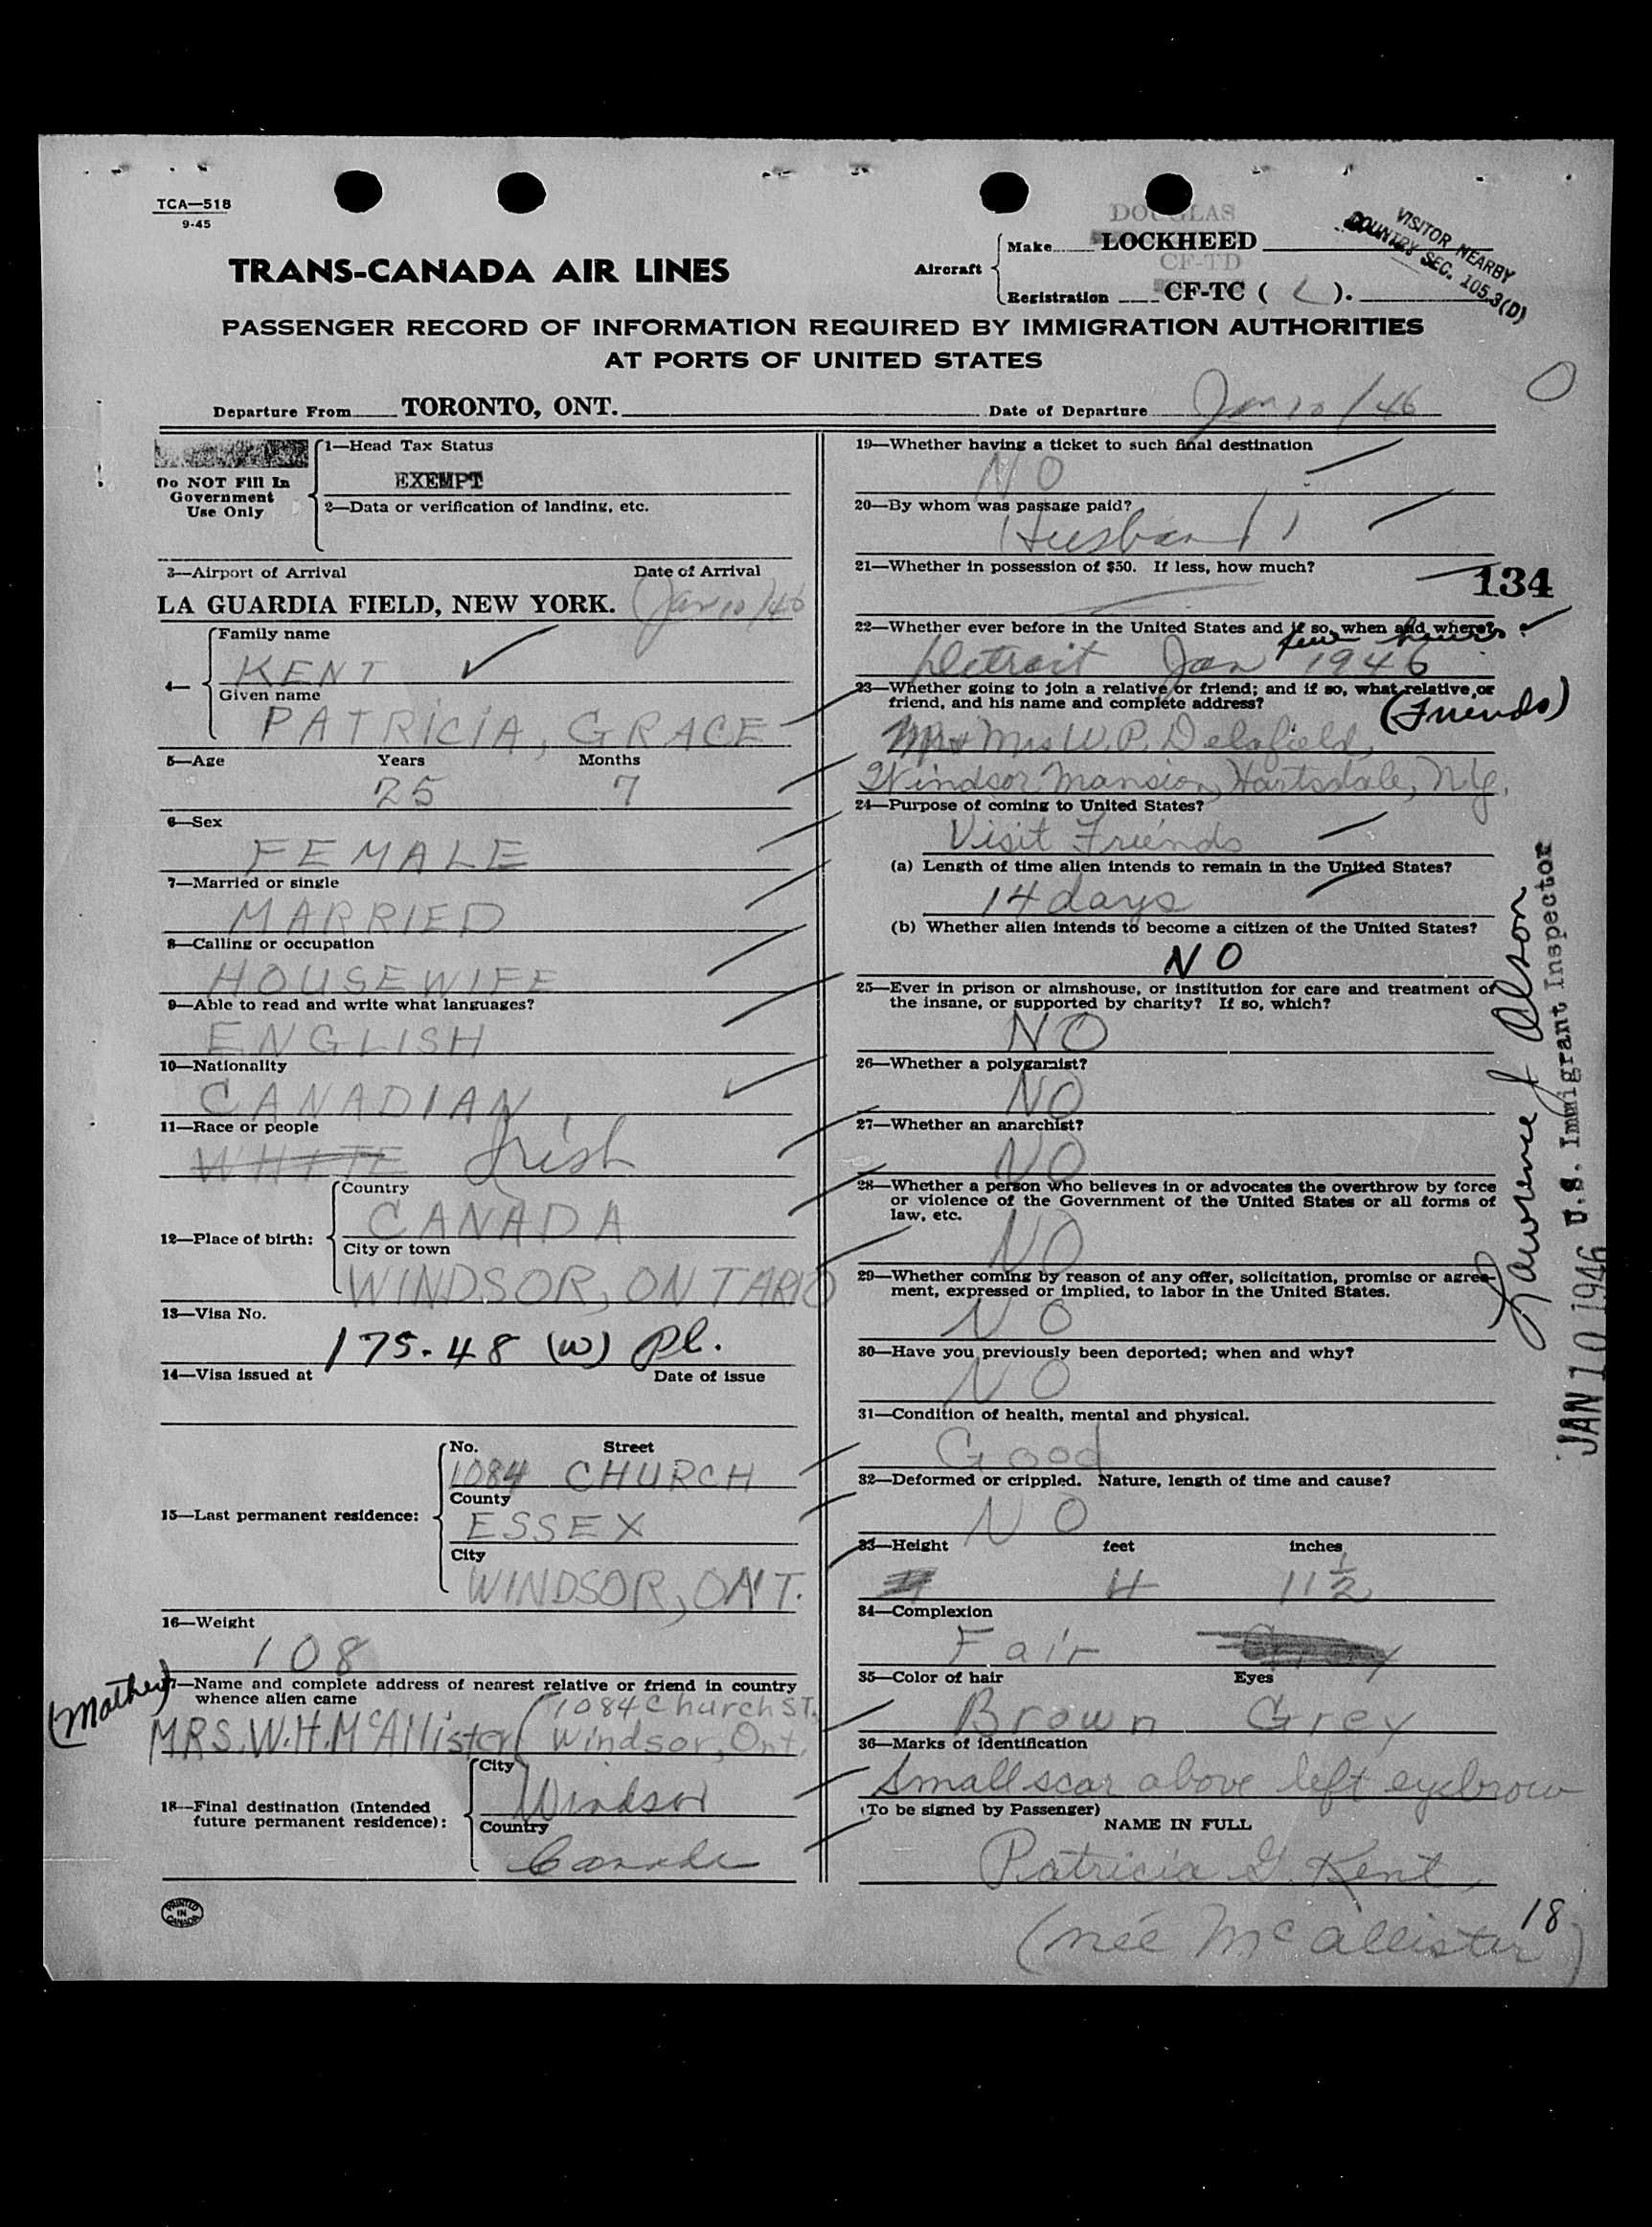 TCA—518
9-45
TRANS-CANADA AIR LINES
DOUGLAS
Aircraft
Make LOCKHEED
CF-TD
Registration CF-TC ( L ).
VISITOR NEARBY
COUNTRY SEC. 105.3(D)
PASSENGER RECORD OF INFORMATION REQUIRED BY IMMIGRATION AUTHORITIES
AT PORTS OF UNITED STATES
Departure From TORONTO, ONT.
Date of Departure Jan 10/46
Do NOT Fill In
Government
Use Only
1—Head Tax Status
EXEMPT
2—Data or verification of landing, etc.
3—Airport of Arrival Date of Arrival
LA GUARDIA FIELD, NEW YORK. Jan 10/46
4—
Family name
KENT
Given name
PATRICIA, GRACE
5—Age Years Months
25 7
6—Sex
FEMALE
7—Married or single
MARRIED
8—Calling or occupation
HOUSEWIFE
9—Able to read and write what languages?
ENGLISH
10—Nationality
CANADIAN
11—Race or people
WHITE Irish
12—Place of birth:
Country
CANADA
City or town
WINDSOR, ONTARIO
13—Visa No.
175.48 (w) Pl.
14—Visa issued at Date of issue
15—Last permanent residence:
No. Street
1084 CHURCH
County
ESSEX
City
WINDSOR, ONT.
16—Weight
108
(Mother)
17—Name and complete address of nearest relative or friend in country
whence alien came
1084 Church ST.
MRS. W.H. McAllister Windsor, Ont.
18—Final destination (Intended
future permanent residence):
City
Windsor
Country
Canada
PRINTED
IN
CANADA
19—Whether having a ticket to such final destination
NO
20—By whom was passage paid?
Husband
21—Whether in possession of $50. If less, how much?
134
22—Whether ever before in the United States and if so, when and where?
few hours
Detroit Jan 1946
23—Whether going to join a relative or friend; and if so, what relative or
friend, and his name and complete address?
(Friends)
Mr & Mrs W. P. Delafield,
Windsor Mansion, Hartsdale, N.Y.
24—Purpose of coming to United States?
Visit Friends
(a) Length of time alien intends to remain in the United States?
14 days
(b) Whether alien intends to become a citizen of the United States?
NO
25—Ever in prison or almshouse, or institution for care and treatment of
the insane, or supported by charity? If so, which?
NO
26—Whether a polygamist?
NO
27—Whether an anarchist?
NO
28—Whether a person who believes in or advocates the overthrow by force
or violence of the Government of the United States or all forms of
law, etc.
NO
29—Whether coming by reason of any offer, solicitation, promise or agree-
ment, expressed or implied, to labor in the United States.
NO
30—Have you previously been deported; when and why?
NO
31—Condition of health, mental and physical.
Good
32—Deformed or crippled. Nature, length of time and cause?
NO
33—Height feet inches
4 11 1/2
34—Complexion
Fair
35—Color of hair Eyes
Brown Grey
36—Marks of identification
Small scar above left eyebrow
(To be signed by Passenger)
NAME IN FULL
Patricia G. Kent,
(née McAllister)
18
Lawrence J Olson
U.S. Immigrant Inspector
JAN 10 1946